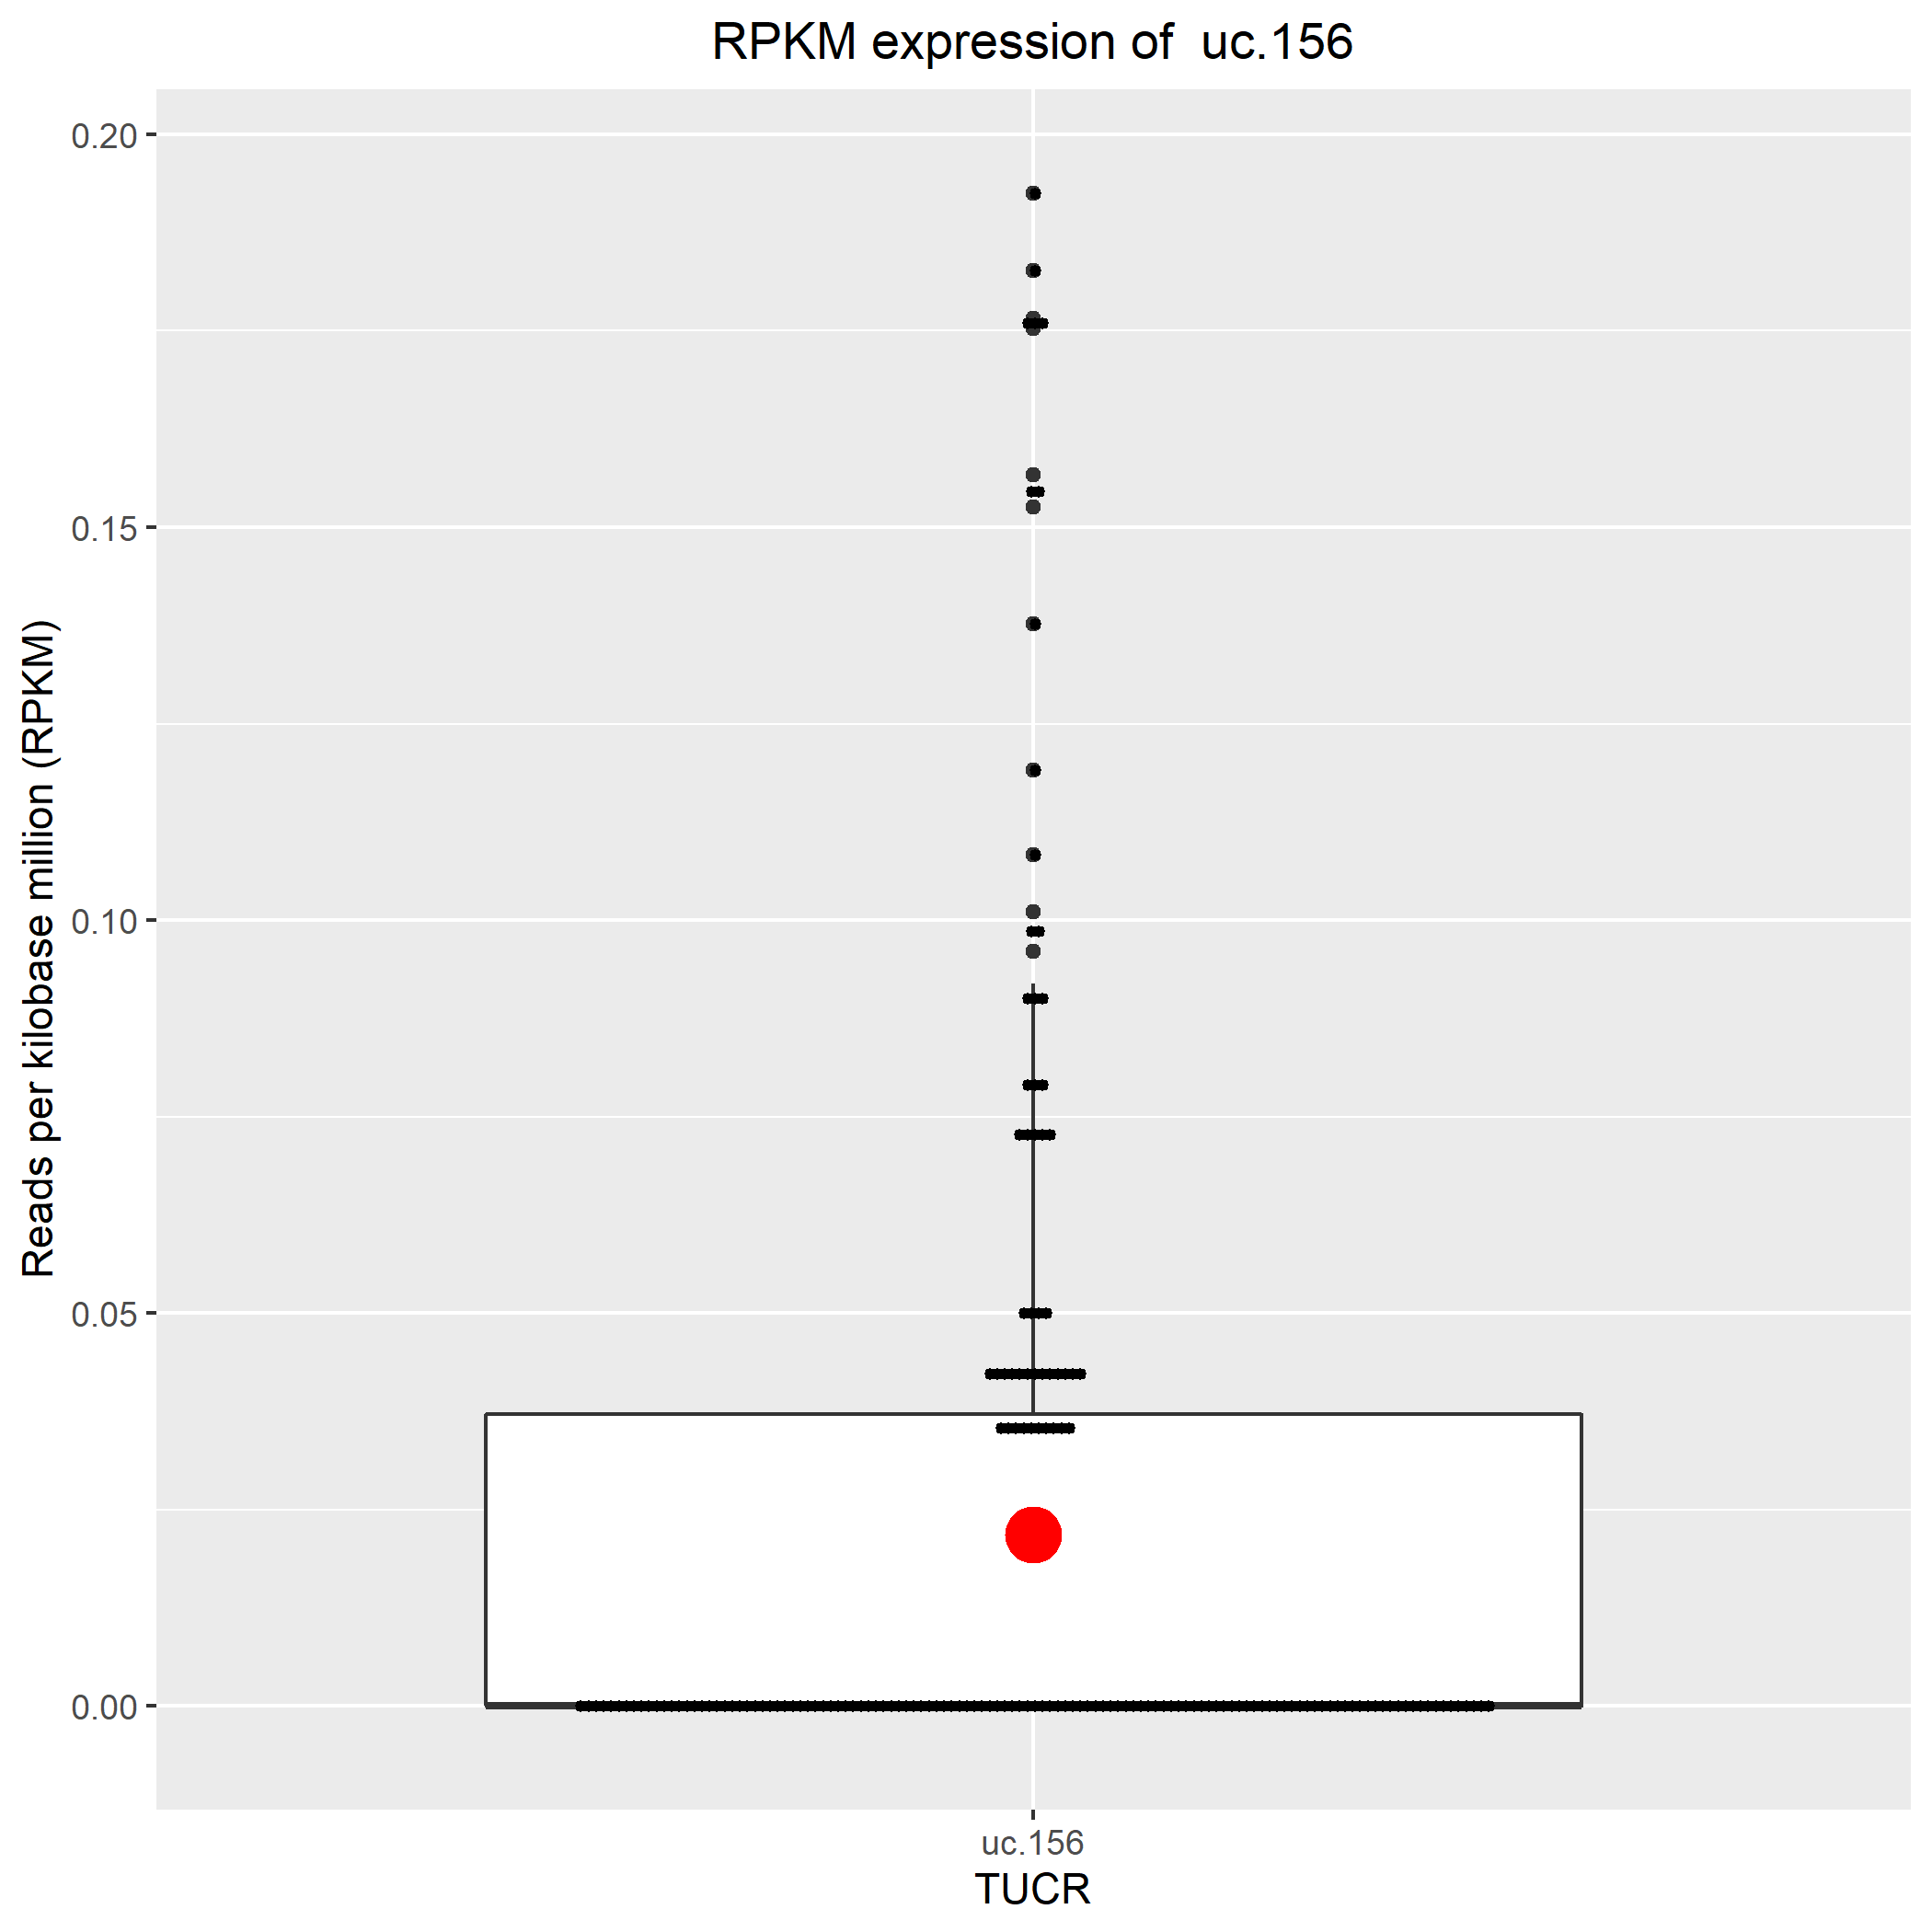 RPKM expression of  uc.156
Reads per kilobase million (RPKM)
0.20
0.15
0.10
0.05
0.00
uc.156
TUCR